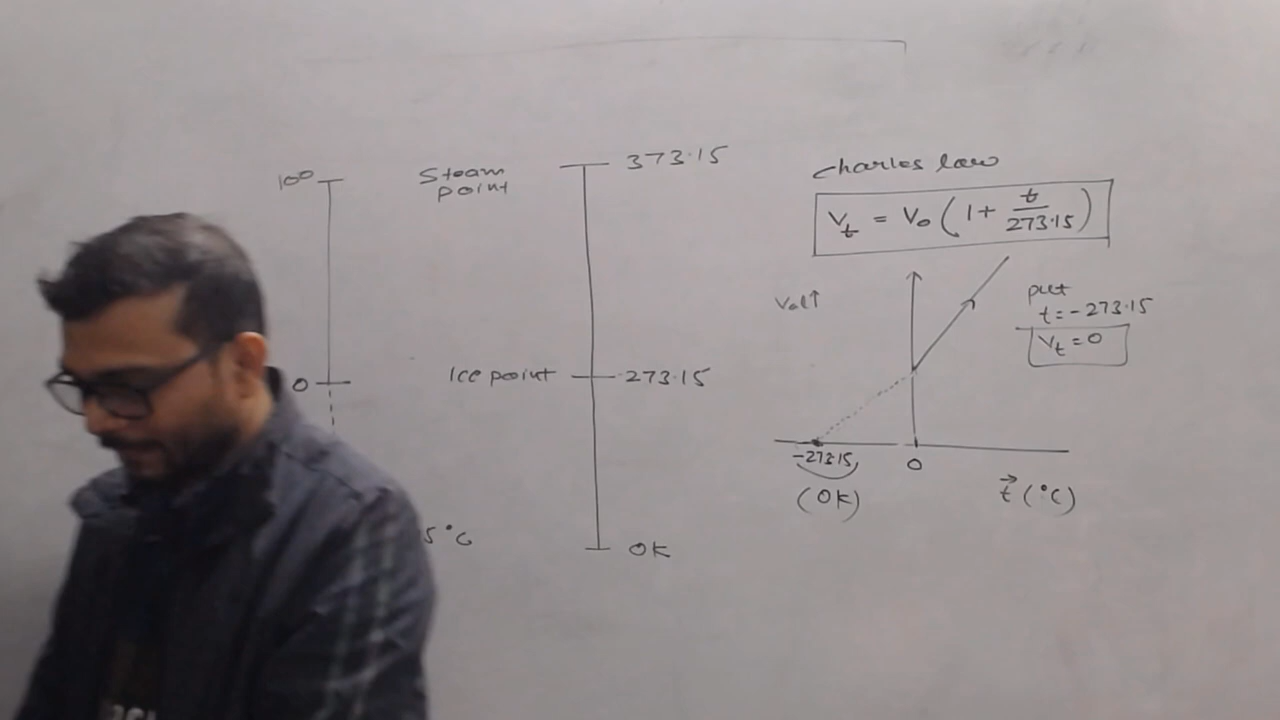 100
Steam
point
373.15
0
Ice point
273.15
5°C
0K
Charles law
Vt = V0 (1 + t/273.15)
Vol↑
put
t = -273.15
Vt = 0
-273.15
0
(0K)
t (°C)